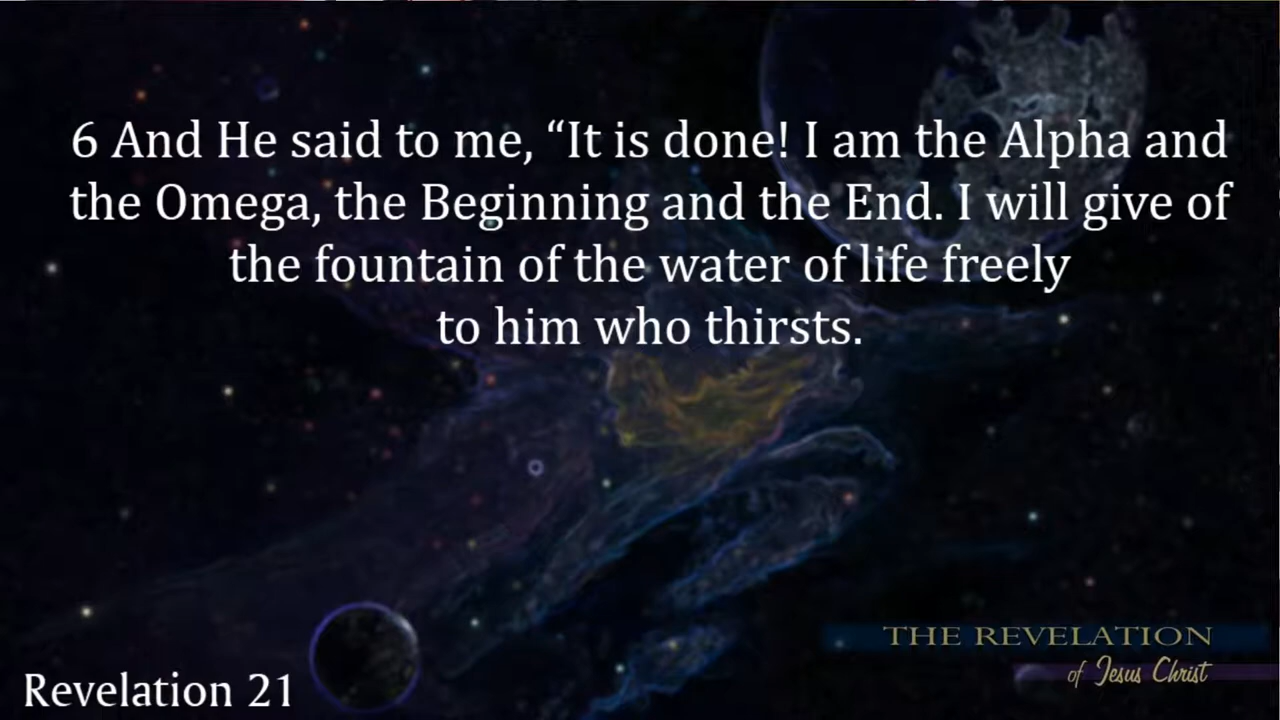 6 And He said to me, “It is done! I am the Alpha and
the Omega, the Beginning and the End. I will give of
the fountain of the water of life freely
to him who thirsts.
THE REVELATION
of Jesus Christ
Revelation 21